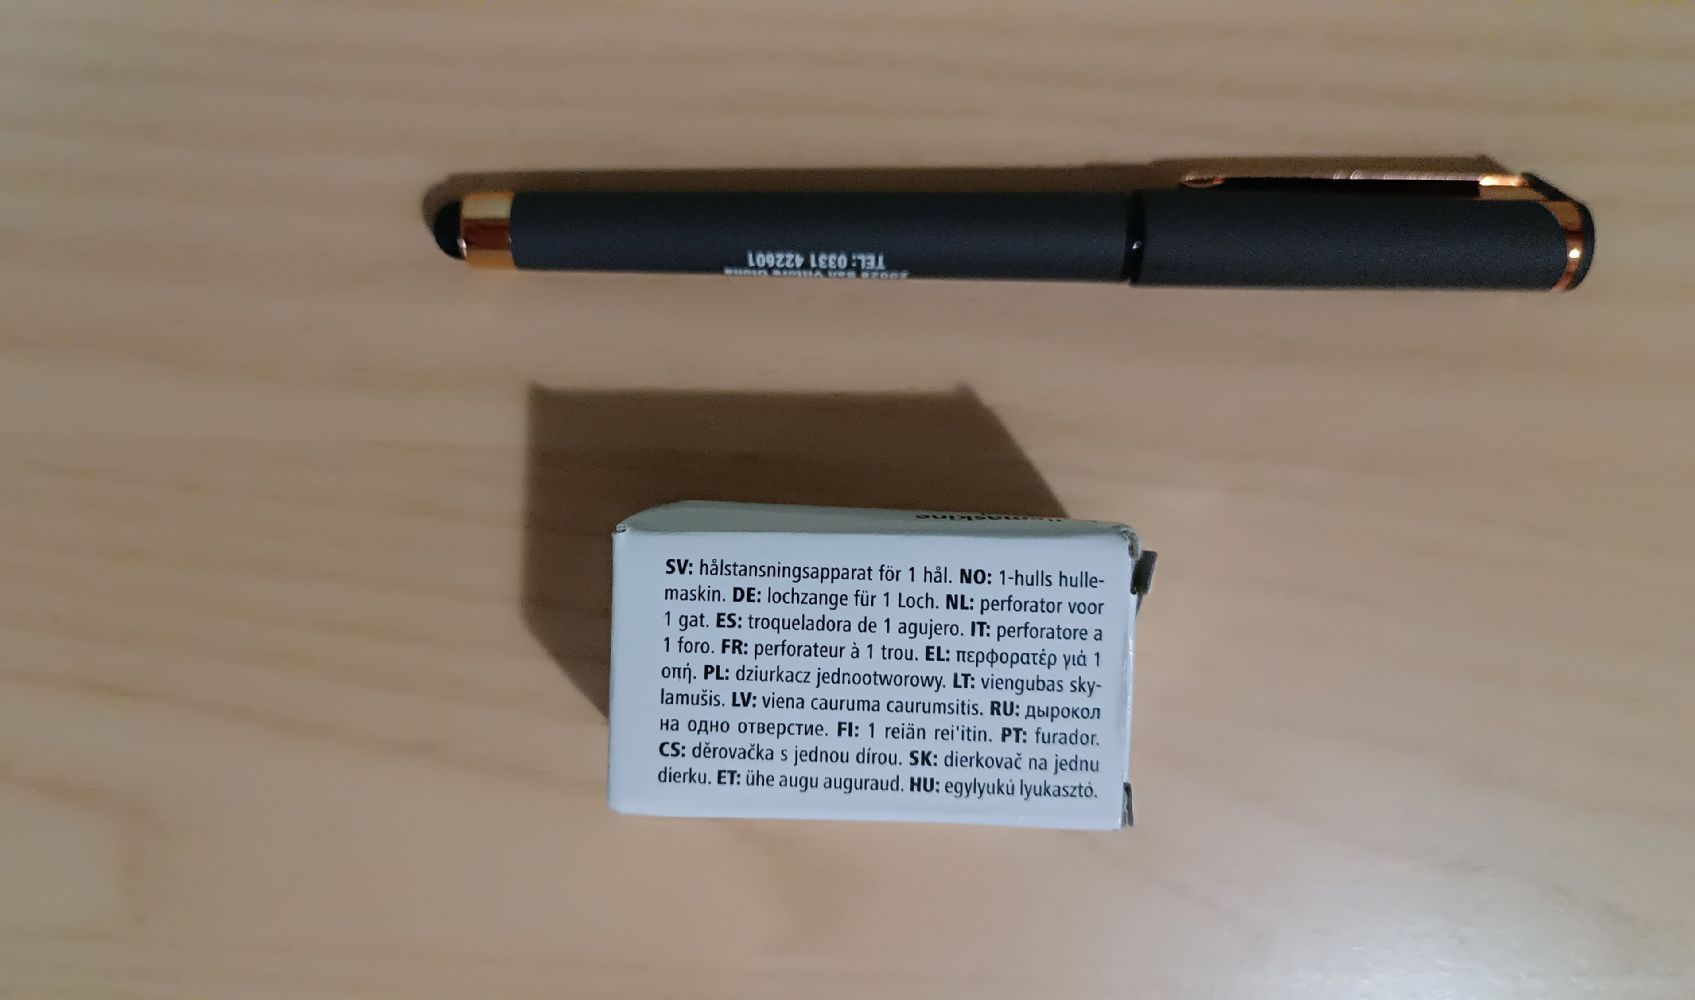 TEL: 0331 422601
SV: hålstansningsapparat för 1 hål. NO: 1-hulls hulle-
maskin. DE: lochzange für 1 Loch. NL: perforator voor
1 gat. ES: troqueladora de 1 agujero. IT: perforatore a
1 foro. FR: perforateur à 1 trou. EL: περφορατέρ γιά 1
οπή. PL: dziurkacz jednootworowy. LT: viengubas sky-
lamušis. LV: viena cauruma caurumsitis. RU: дырокол
на одно отверстие. FI: 1 reiän rei'itin. PT: furador.
CS: děrovačka s jednou dírou. SK: dierkovač na jednu
dierku. ET: ühe augu auguraud. HU: egylyukú lyukasztó.